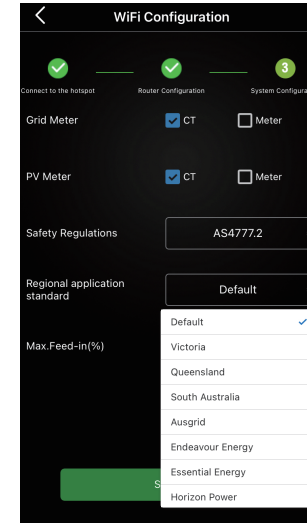 WiFi Configuration
3
Connect to the hotspot Router Configuration System Configura
Grid Meter CT Meter
PV Meter CT Meter
Safety Regulations AS4777.2
Regional application
standard
Default
Max.Feed-in(%)
Default
Victoria
Queensland
South Australia
Ausgrid
Endeavour Energy
Essential Energy
Horizon Power
S